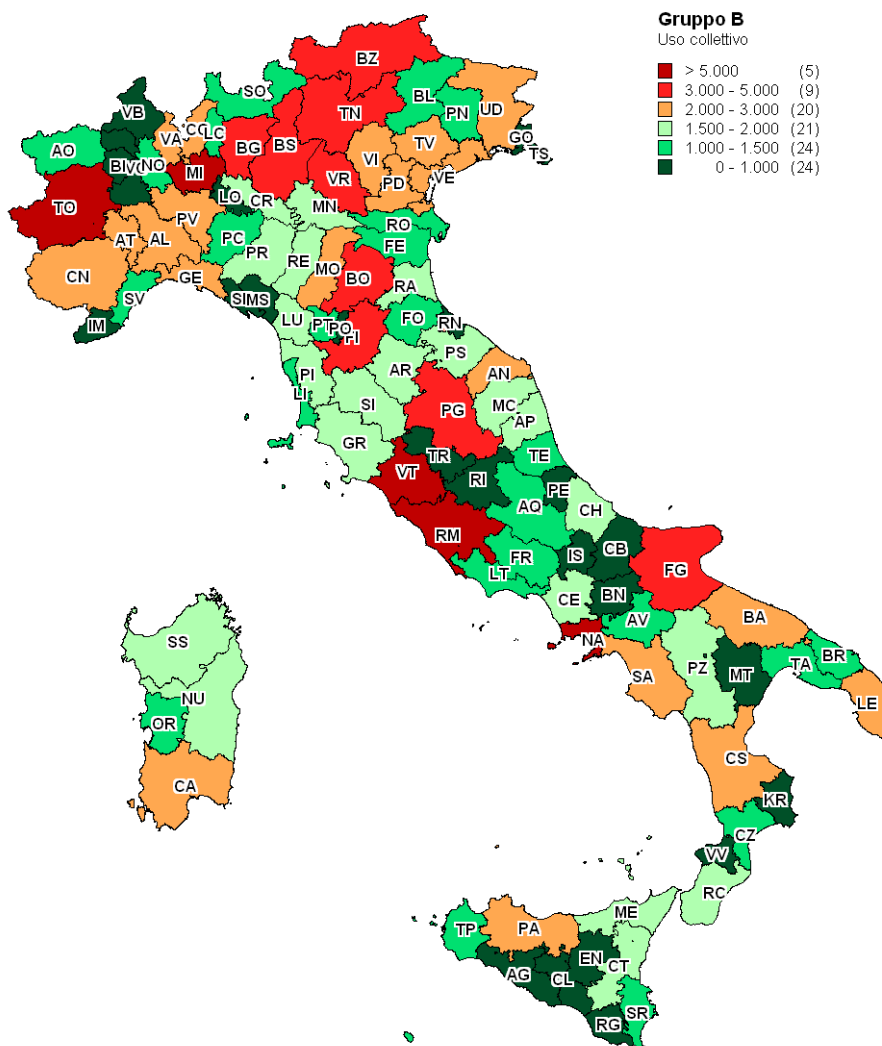 Gruppo B
Uso collettivo
> 5.000 (5)
3.000 - 5.000 (9)
2.000 - 3.000 (20)
1.500 - 2.000 (21)
1.000 - 1.500 (24)
0 - 1.000 (24)
BZ
SO
BL
TN
VB
PN
UD
CO
VA
LC
GO
AO
BI
VC
NO
BG
BS
VI
TV
TS
MI
VR
PD
VE
TO
LO
CR
MN
PV
RO
AT
AL
PC
FE
PR
RE
MO
CN
GE
BO
RA
SV
SI
MS
IM
LU
PT
PO
FO
RN
FI
PS
PI
AR
AN
LI
SI
PG
MC
AP
GR
TR
TE
VT
RI
PE
AQ
CH
RM
FR
IS
CB
FG
LT
CE
BN
AV
BA
NA
SS
SA
PZ
MT
TA
BR
NU
LE
OR
CS
CA
KR
CZ
VV
RC
ME
TP
PA
EN
CT
AG
CL
SR
RG